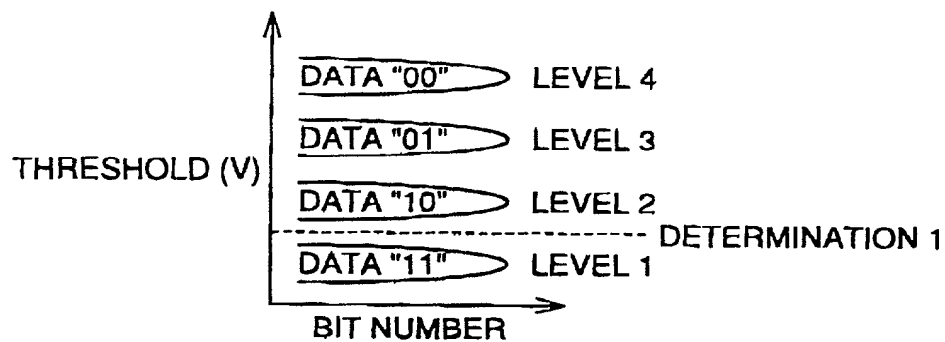 DATA "00" LEVEL 4
DATA "01" LEVEL 3
THRESHOLD (V)
DATA "10" LEVEL 2
DETERMINATION 1
DATA "11" LEVEL 1
BIT NUMBER